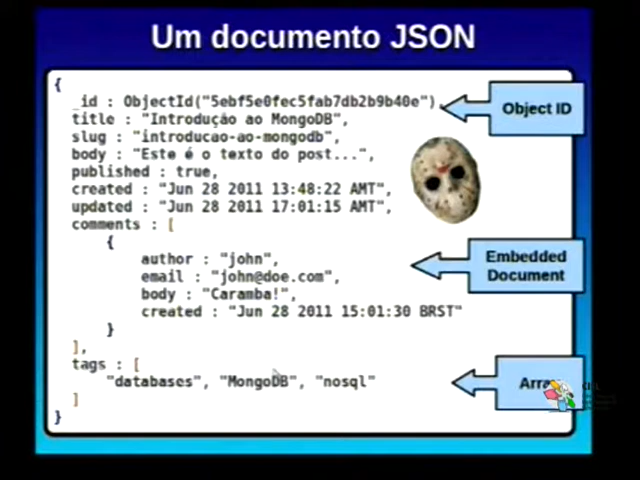 Um documento JSON
{
_id : ObjectId("5ebf5e0fec5fab7db2b9b40e"),
Object ID
title : "Introdução ao MongoDB",
slug : "introducao-ao-mongodb",
body : "Este é o texto do post...",
published : true,
created : "Jun 28 2011 13:48:22 AMT",
updated : "Jun 28 2011 17:01:15 AMT",
comments : [
{
author : "john",
Embedded
Document
email : "john@doe.com",
body : "Caramba!",
created : "Jun 28 2011 15:01:30 BRST"
}
],
tags : [
"databases", "MongoDB", "nosql"
]
}